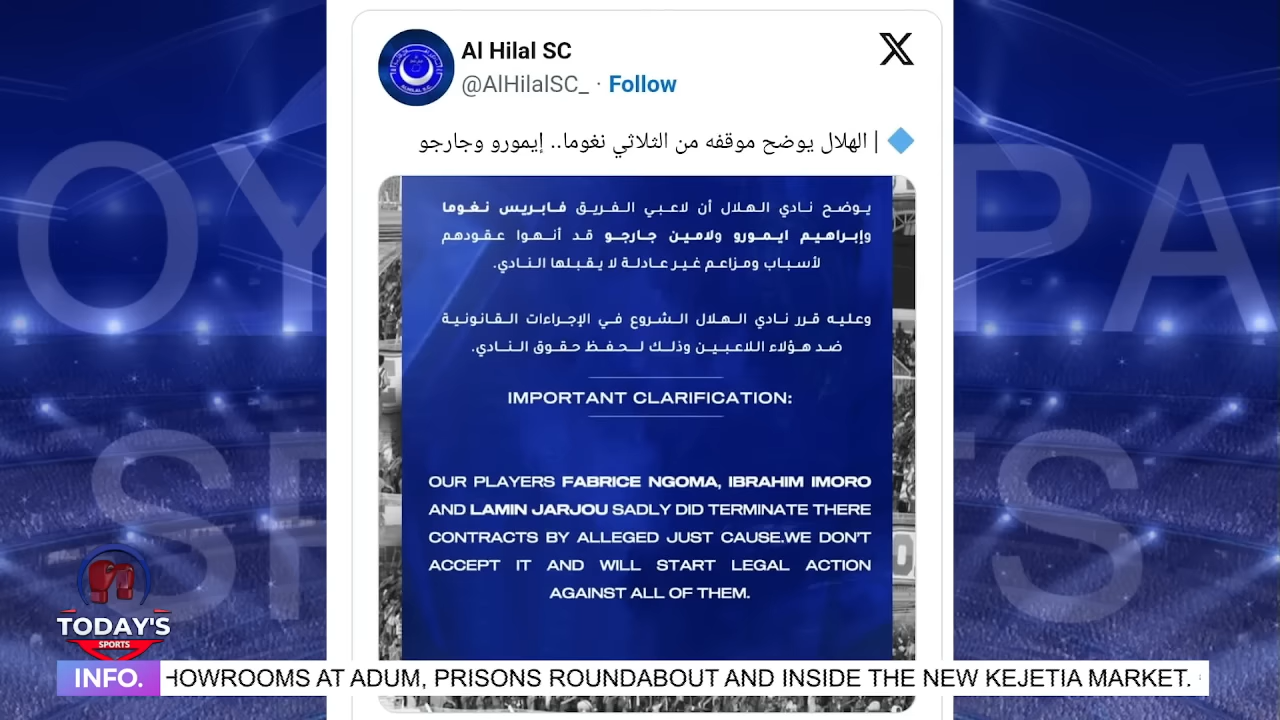 Al Hilal SC
@AlHilalSC_ · Follow
| الهلال يوضح موقفه من الثلاثي نغوما.. إيمورو وجارجو
يوضح نادي الهلال أن لاعبي الفريق فابريس نغوما
وإبراهيم ايمورو ولامين جارجو قد أنهوا عقودهم
لأسباب ومزاعم غير عادلة لا يقبلها النادي.
وعليه قرر نادي الهلال الشروع في الإجراءات القانونية
ضد هؤلاء اللاعبين وذلك لحفظ حقوق النادي.
IMPORTANT CLARIFICATION:
OUR PLAYERS FABRICE NGOMA, IBRAHIM IMORO
AND LAMIN JARJOU SADLY DID TERMINATE THERE
CONTRACTS BY ALLEGED JUST CAUSE.WE DON'T
ACCEPT IT AND WILL START LEGAL ACTION
AGAINST ALL OF THEM.
TODAY'S
SPORTS
INFO. HOWROOMS AT ADUM, PRISONS ROUNDABOUT AND INSIDE THE NEW KEJETIA MARKET.